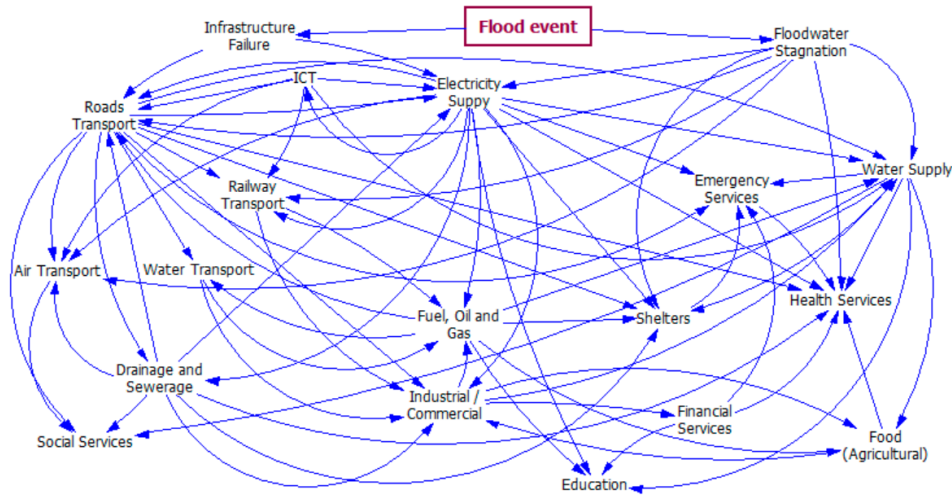 Flood event
Infrastructure
Failure
Floodwater
Stagnation
ICT
Electricity
Suppy
Roads
Transport
Railway
Transport
Emergency
Services
Water Supply
Air Transport
Water Transport
Health Services
Fuel, Oil and
Gas
Shelters
Drainage and
Sewerage
Industrial /
Commercial
Financial
Services
Social Services
Food
(Agricultural)
Education